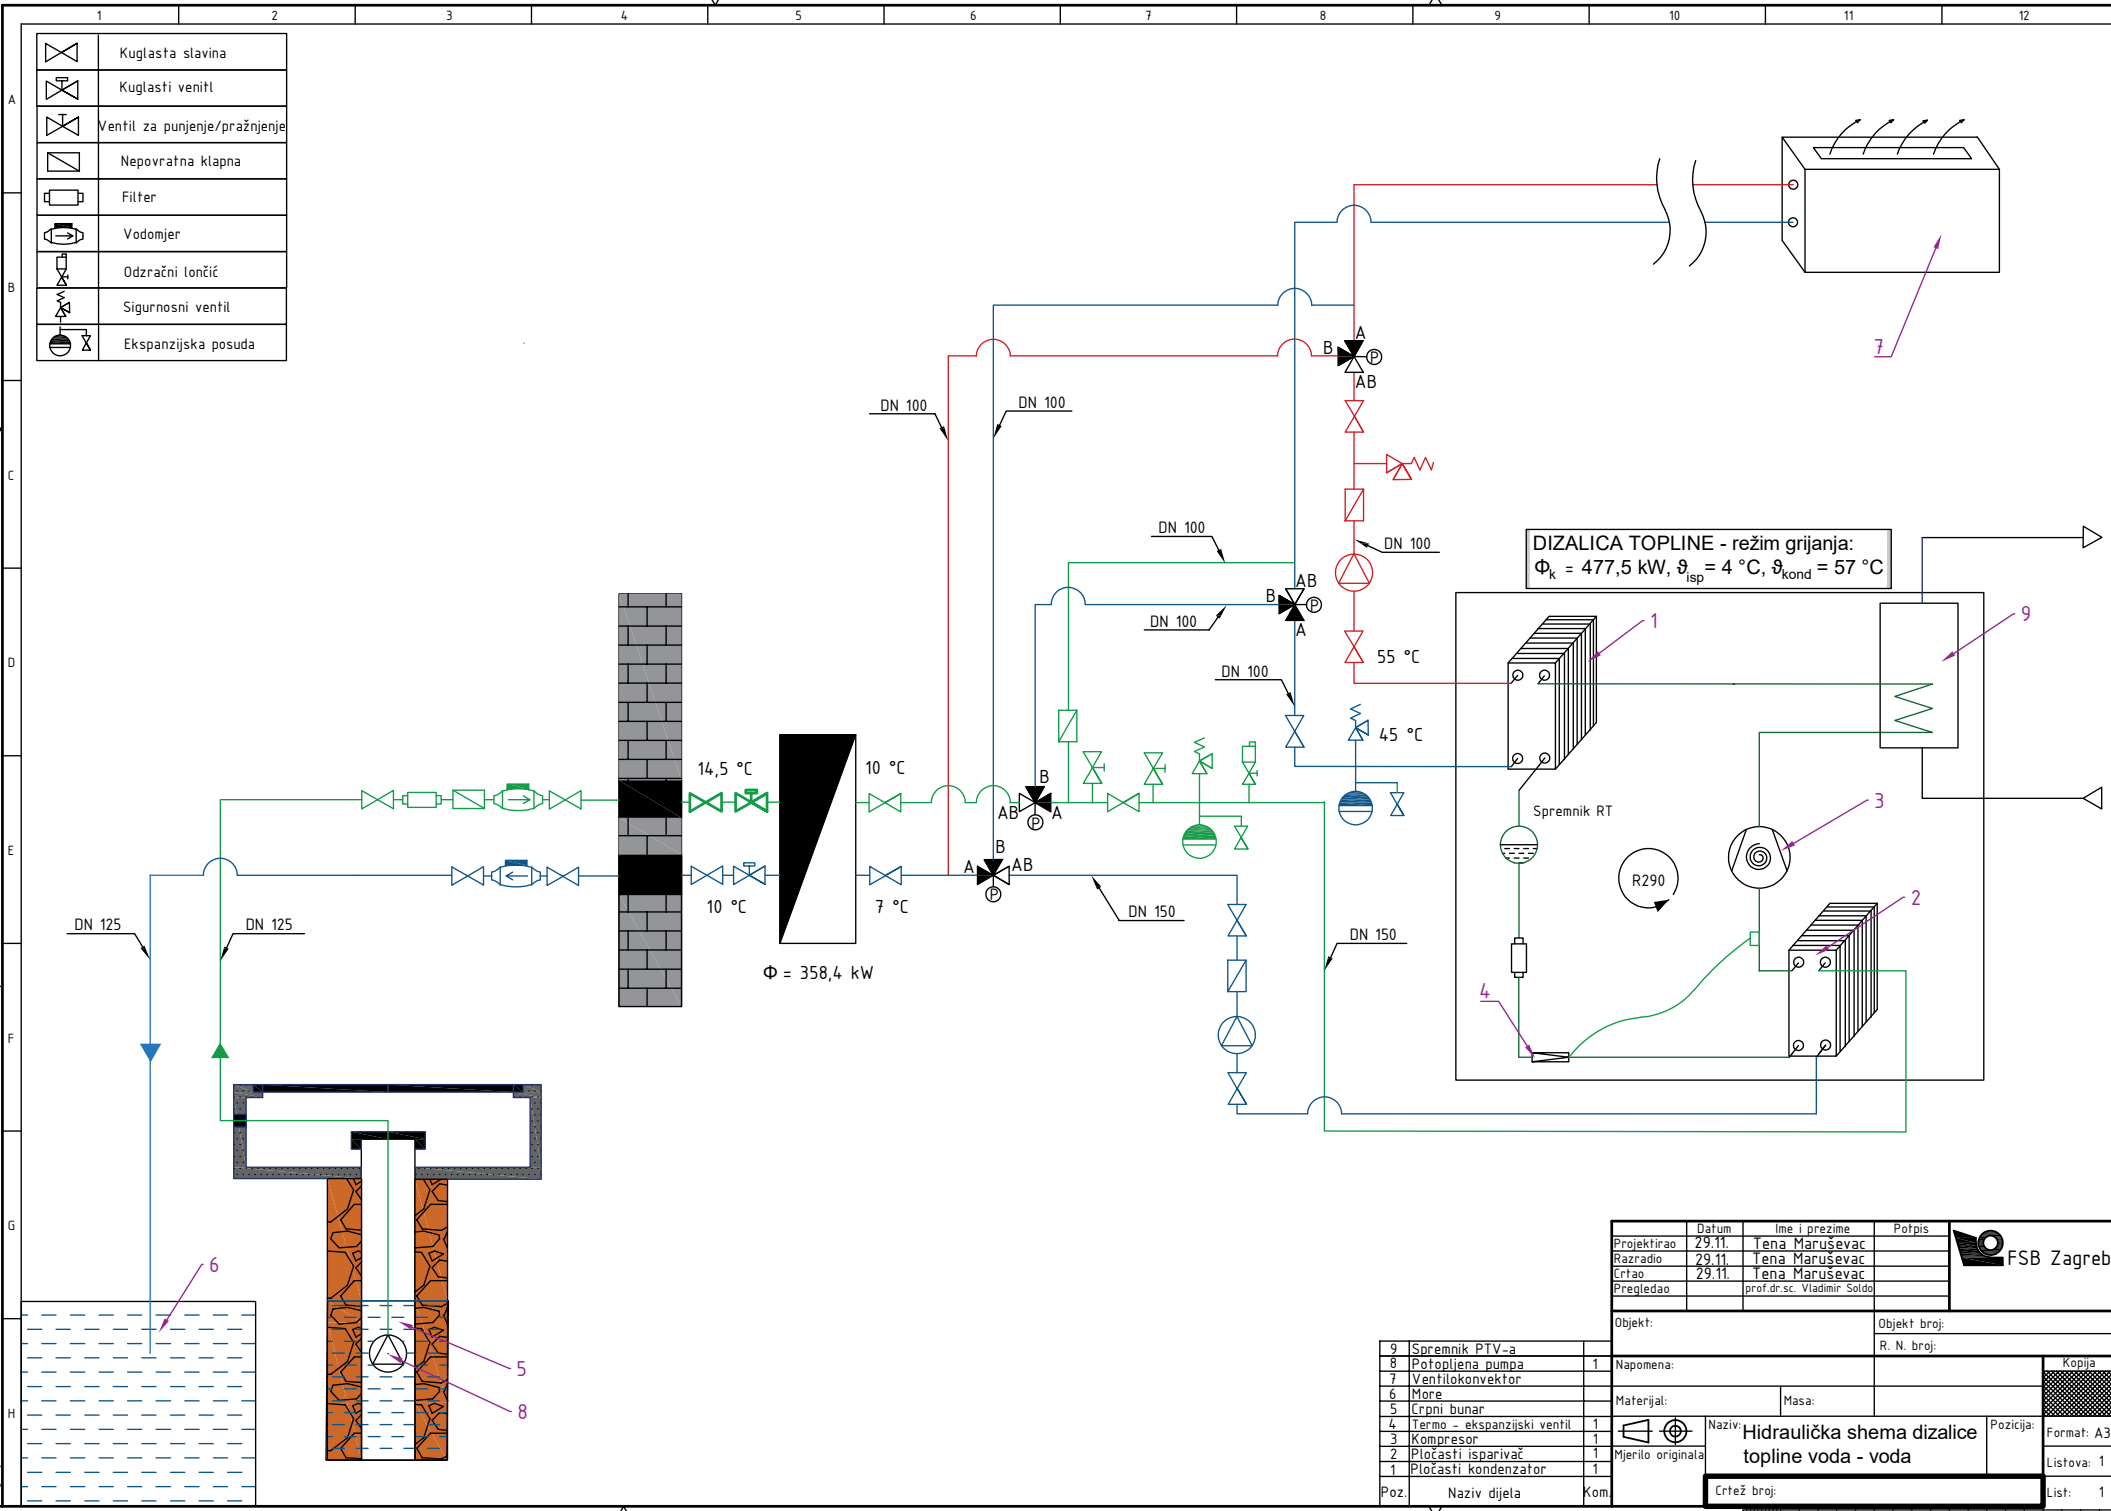 1 2 3 4 5 6 7 8 9 10 11 12
A
B
C
D
E
F
G
H
Kuglasta slavina
Kuglasti venitl
Ventil za punjenje/pražnjenje
Nepovratna klapna
Filter
Vodomjer
Odzračni lončić
Sigurnosni ventil
Ekspanzijska posuda
7
A
B
P
AB
DN 100
DN 100
DN 100
DN 100
DIZALICA TOPLINE - režim grijanja:
Φk = 477,5 kW, ϑisp = 4 °C, ϑkond = 57 °C
AB
B
P
A
DN 100
1
9
55 °C
DN 100
45 °C
14,5 °C
10 °C
B
AB
A
P
Spremnik RT
3
B
A
AB
P
10 °C
7 °C
R290
2
DN 125
DN 125
DN 150
DN 150
Φ = 358,4 kW
4
6
5
8
Datum Ime i prezime Potpis
Projektirao 29.11. Tena Maruševac
Razradio 29.11. Tena Maruševac
Crtao 29.11. Tena Maruševac
Pregledao prof.dr.sc. Vladimir Soldo
FSB Zagreb
Objekt: Objekt broj:
R. N. broj:
Napomena: Kopija
Materijal: Masa:
Naziv: Hidraulička shema dizalice
topline voda - voda
Pozicija:
Format: A3
Mjerilo originala
Listova: 1
Crtež broj: List: 1
9 Spremnik PTV-a
8 Potopljena pumpa 1
7 Ventilokonvektor
6 More
5 Crpni bunar
4 Termo - ekspanzijski ventil 1
3 Kompresor 1
2 Pločasti isparivač 1
1 Pločasti kondenzator 1
Poz. Naziv dijela Kom.